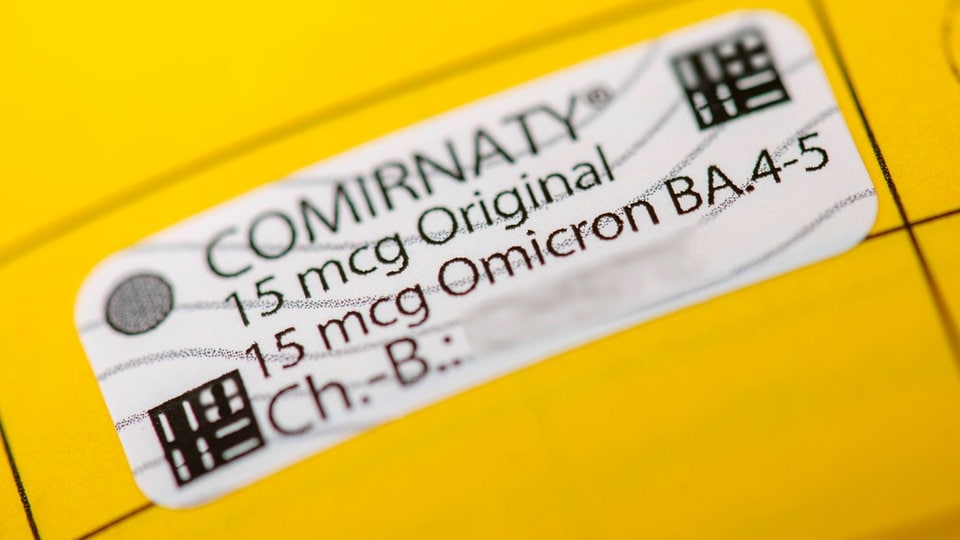 COMIRNATY®
15 mcg Original
15 mcg Omicron BA.4-5
Ch.-B.: